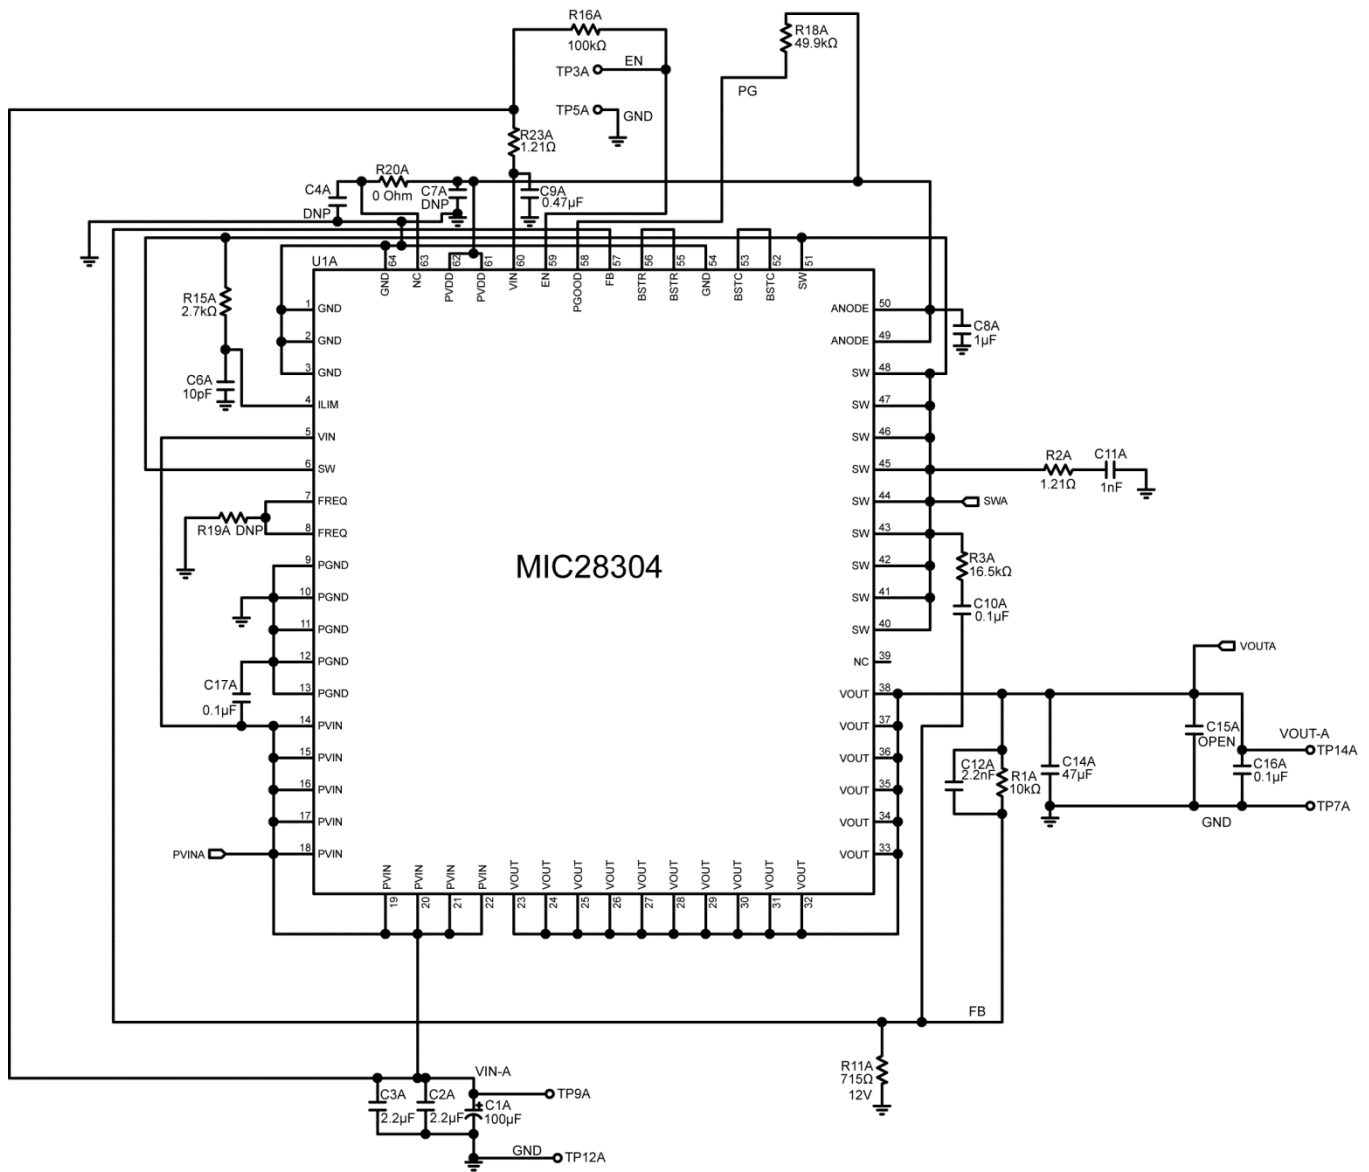 R16A
100kΩ
R18A
49.9kΩ
TP3A
EN
PG
TP5A
GND
R23A
1.21Ω
R20A
0 Ohm
C4A
DNP
C7A
DNP
C9A
0.47µF
U1A
64 63 62 61 60 59 58 57 56 55 54 53 52 51
GND NC PVDD PVDD VIN EN PGOOD FB BSTR BSTR GND BSTC BSTC SW
R15A
2.7kΩ
C6A
10pF
1 GND
2 GND
3 GND
4 ILIM
5 VIN
6 SW
7 FREQ
8 FREQ
R19A DNP
9 PGND
10 PGND
11 PGND
12 PGND
13 PGND
C17A
0.1µF
14 PVIN
15 PVIN
16 PVIN
17 PVIN
18 PVIN
PVINA
MIC28304
ANODE 50
ANODE 49
C8A
1µF
SW 48
SW 47
SW 46
SW 45
R2A
1.21Ω
C11A
1nF
SW 44
SWA
SW 43
SW 42
SW 41
SW 40
R3A
16.5kΩ
C10A
0.1µF
NC 39
VOUT 38
VOUT 37
VOUT 36
VOUT 35
VOUT 34
VOUT 33
VOUTA
C15A
OPEN
VOUT-A
TP14A
C12A
2.2nF
R1A
10kΩ
C14A
47µF
C16A
0.1µF
GND
TP7A
PVIN PVIN PVIN PVIN VOUT VOUT VOUT VOUT VOUT VOUT VOUT VOUT VOUT VOUT
19 20 21 22 23 24 25 26 27 28 29 30 31 32
FB
R11A
715Ω
12V
VIN-A
C3A
2.2µF
C2A
2.2µF
+
C1A
100µF
TP9A
GND
TP12A